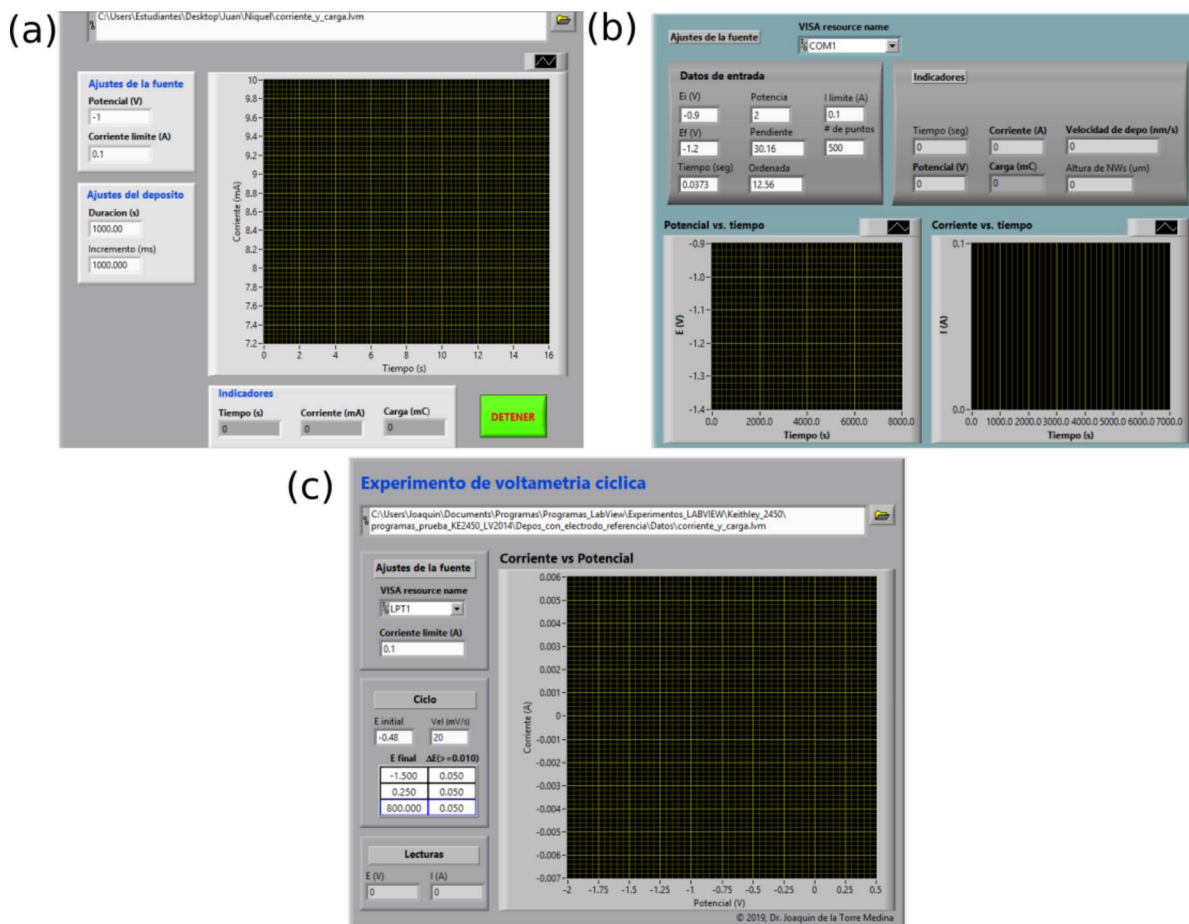 (a)
C:\Users\Estudiantes\Desktop\Juan\Niquel\corriente_y_carga.lvm
Ajustes de la fuente
Potencial (V)
-1
Corriente limite (A)
0.1
Ajustes del deposito
Duracion (s)
1000.00
Incremento (ms)
1000.000
Corriente (mA)
10
9.8
9.6
9.4
9.2
9
8.8
8.6
8.4
8.2
8
7.8
7.6
7.4
7.2
0 2 4 6 8 10 12 14 16
Tiempo (s)
Indicadores
Tiempo (s) Corriente (mA) Carga (mC)
0 0 0
DETENER
(b)
Ajustes de la fuente
VISA resource name
COM1
Datos de entrada
Ei (V) Potencia I limite (A)
-0.9 2 0.1
Ef (V) Pendiente # de puntos
-1.2 30.16 500
Tiempo (seg) Ordenada
0.0373 12.56
Indicadores
Tiempo (seg) Corriente (A) Velocidad de depo (nm/s)
0 0 0
Potencial (V) Carga (mC) Altura de NWs (um)
0 0 0
Potencial vs. tiempo
E (V)
-0.9
-1.0
-1.1
-1.2
-1.3
-1.4
0.0 2000.0 4000.0 6000.0 8000.0
Tiempo (s)
Corriente vs. tiempo
I (A)
0.1
0.0
0.0 1000.0 2000.0 3000.0 4000.0 5000.0 6000.0 7000.0
Tiempo (s)
(c)
Experimento de voltametria ciclica
C:\Users\Joaquin\Documents\Programas\Programas_LabView\Experimentos_LABVIEW\Keithley_2450\
programas_prueba_KE2450_LV2014\Depos_con_electrodo_referencia\Datos\corriente_y_carga.lvm
Ajustes de la fuente
VISA resource name
LPT1
Corriente limite (A)
0.1
Ciclo
E initial Vel (mV/s)
-0.48 20
E final ΔE(>=0.010)
-1.500 0.050
0.250 0.050
800.000 0.050
Lecturas
E (V) I (A)
0 0
Corriente vs Potencial
Corriente (A)
0.006
0.005
0.004
0.003
0.002
0.001
0
-0.001
-0.002
-0.003
-0.004
-0.005
-0.006
-0.007
-2 -1.75 -1.5 -1.25 -1 -0.75 -0.5 -0.25 0 0.25 0.5
Potencial (V)
© 2019, Dr. Joaquin de la Torre Medina